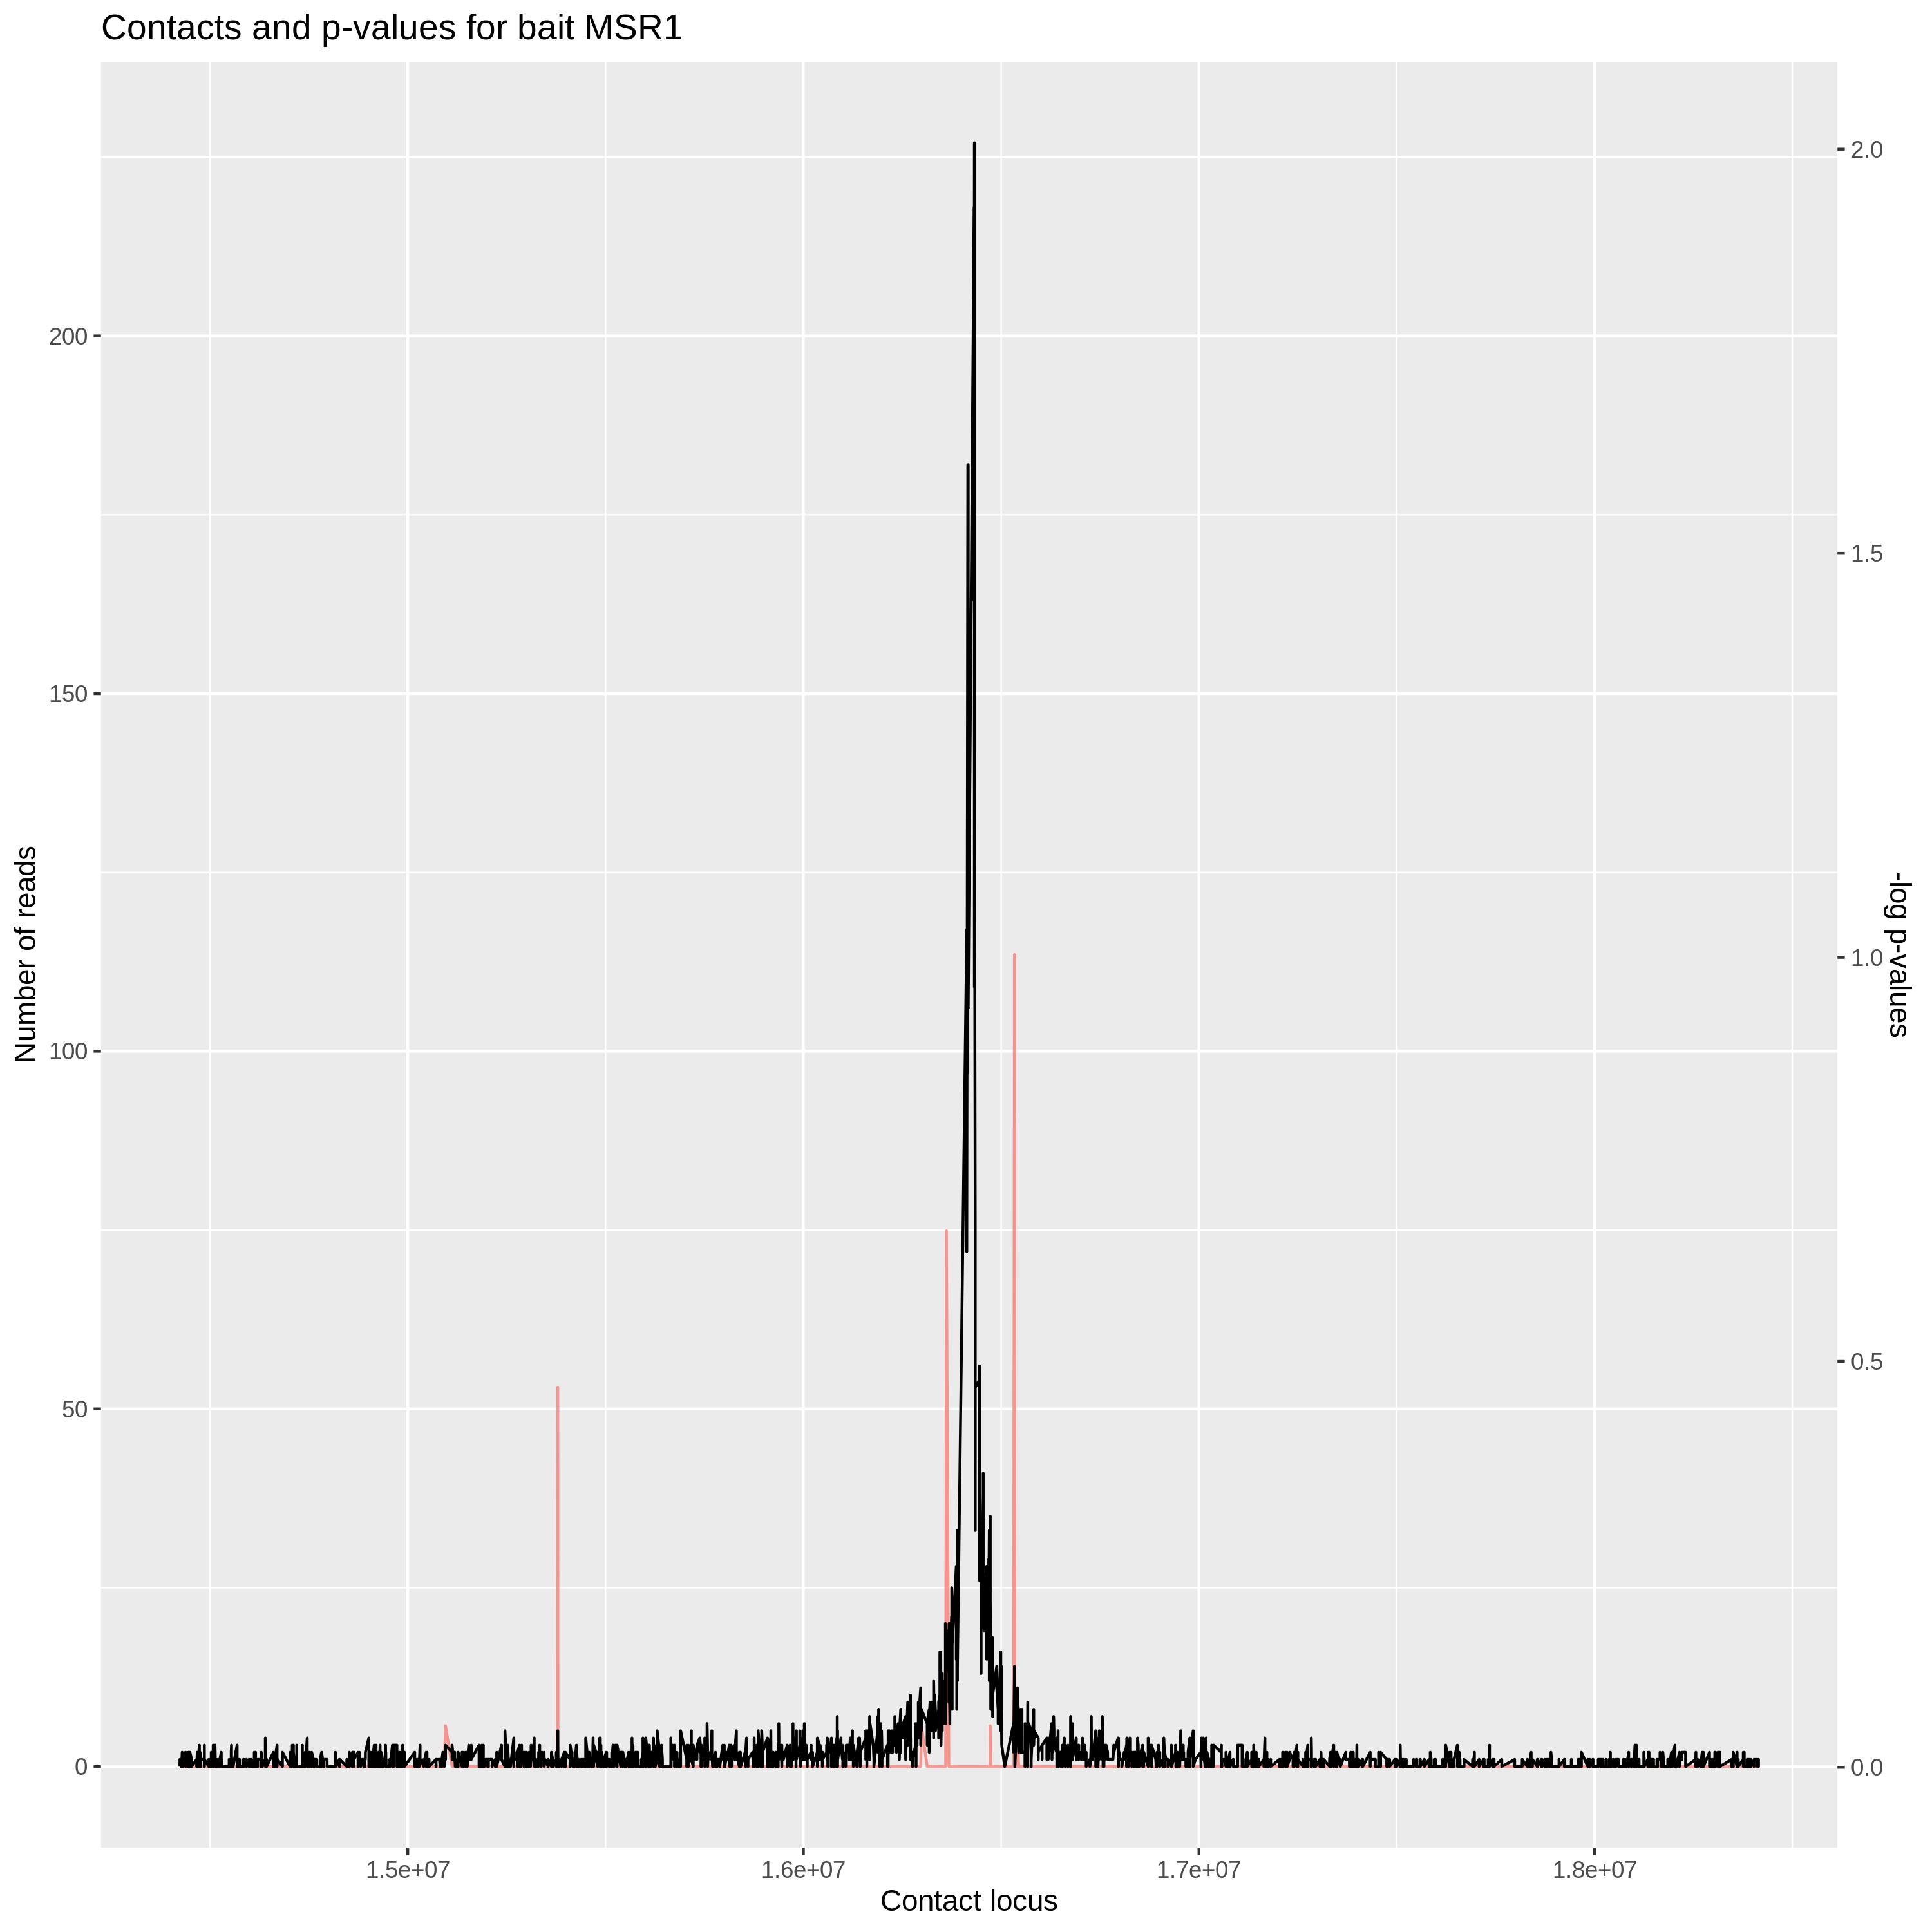 Contacts and p-values for bait MSR1
Number of reads
200
150
100
50
0
2.0
1.5
1.0
0.5
0.0
-log p-values
1.5e+07 1.6e+07 1.7e+07 1.8e+07
Contact locus